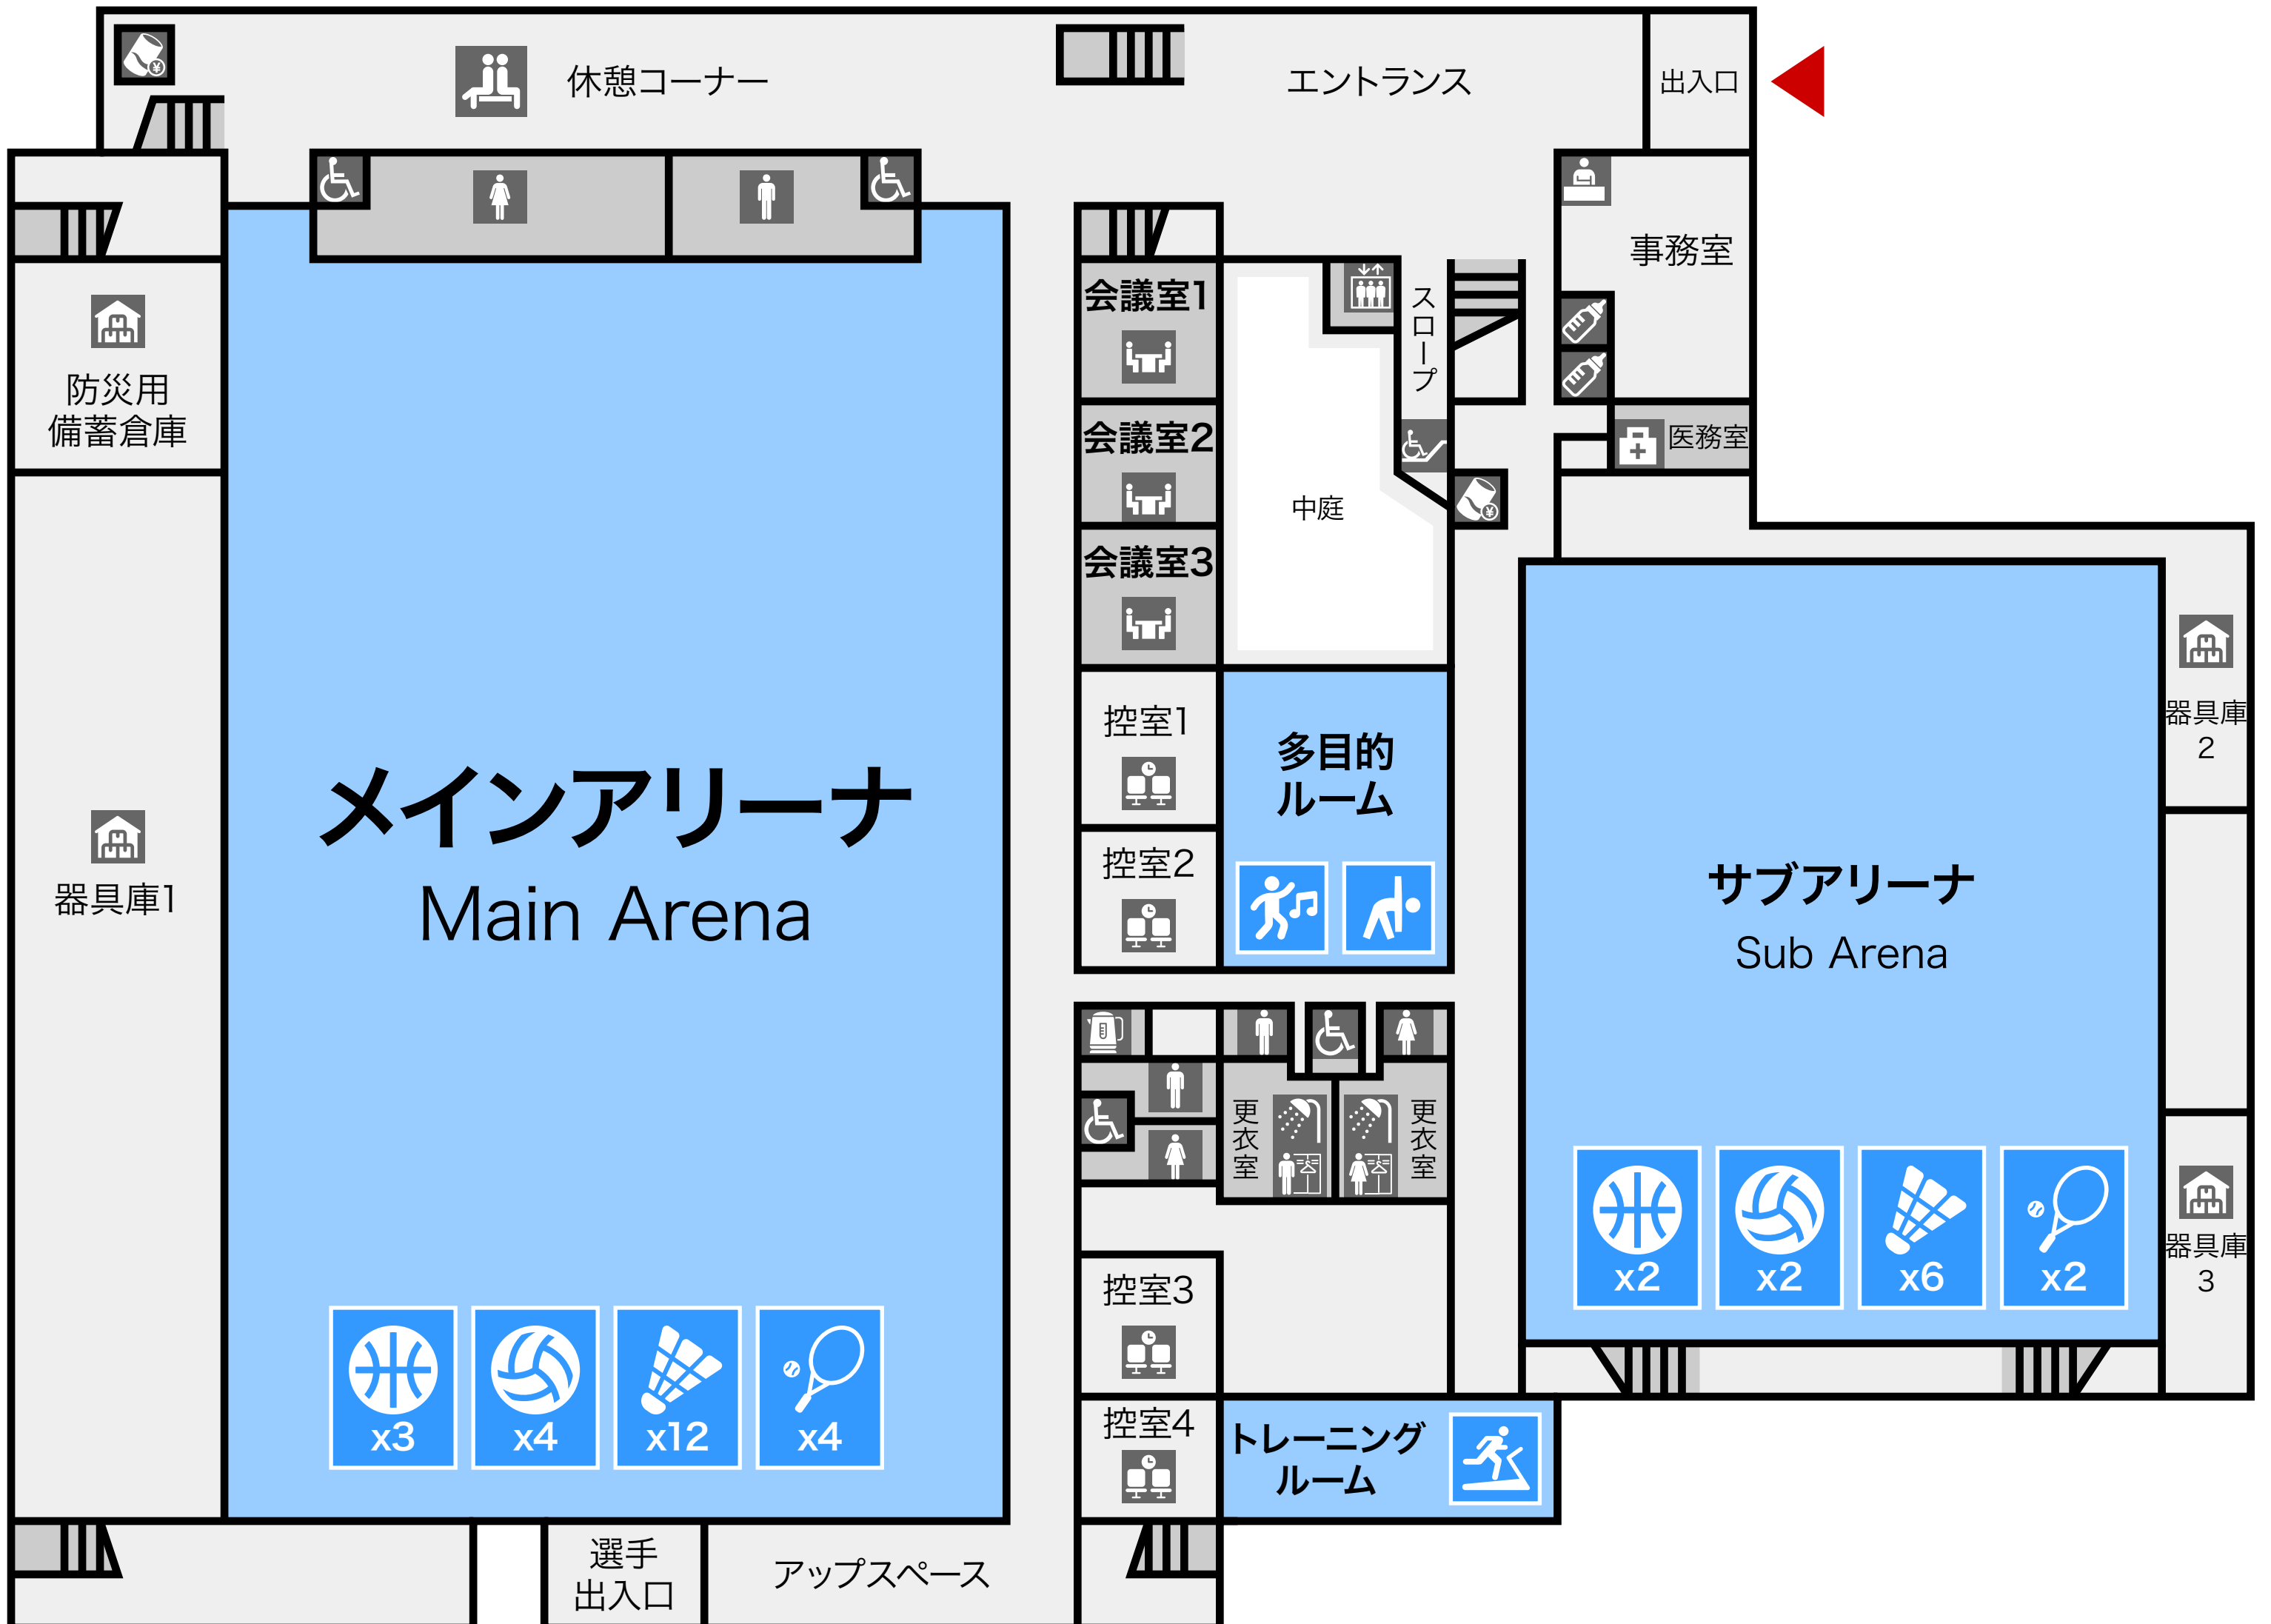 休憩コーナー
エントランス
出入口
事務室
会議室1
スロープ
防災用
備蓄倉庫
会議室2
医務室
中庭
会議室3
控室1
多目的
ルーム
器具庫
2
メインアリーナ
Main Arena
器具庫1
控室2
サブアリーナ
Sub Arena
更衣室
更衣室
x2
x2
x6
x2
器具庫
3
控室3
x3
x4
x12
x4
控室4
トレーニング
ルーム
選手
出入口
アップスペース
¥
¥